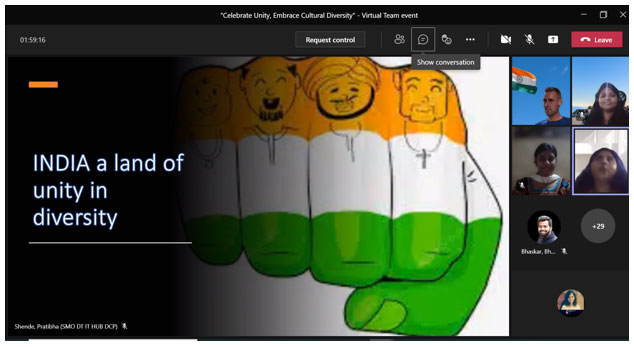 "Celebrate Unity, Embrace Cultural Diversity" - Virtual Team event
01:59:16
Request control
Leave
Show conversation
INDIA a land of
unity in
diversity
Bhaskar, Bh...
+29
Shende, Pratibha (SMO DT IT HUB DCP)